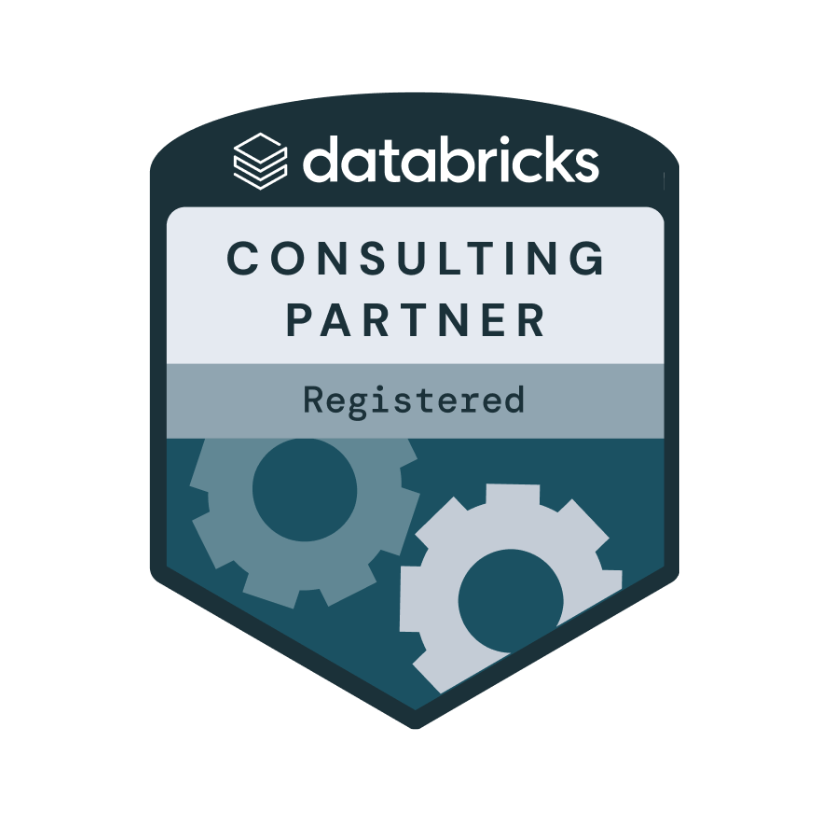 databricks
CONSULTING
PARTNER
Registered